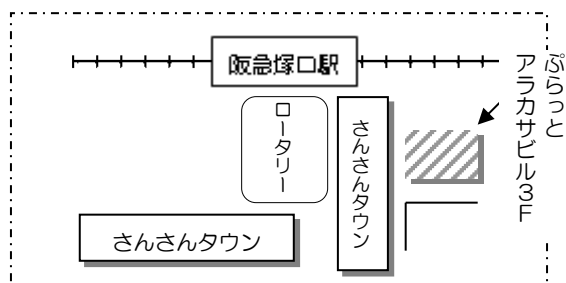 阪急塚口駅
ぷらっと
アラカサビル３Ｆ
ロータリー
さんさんタウン
さんさんタウン